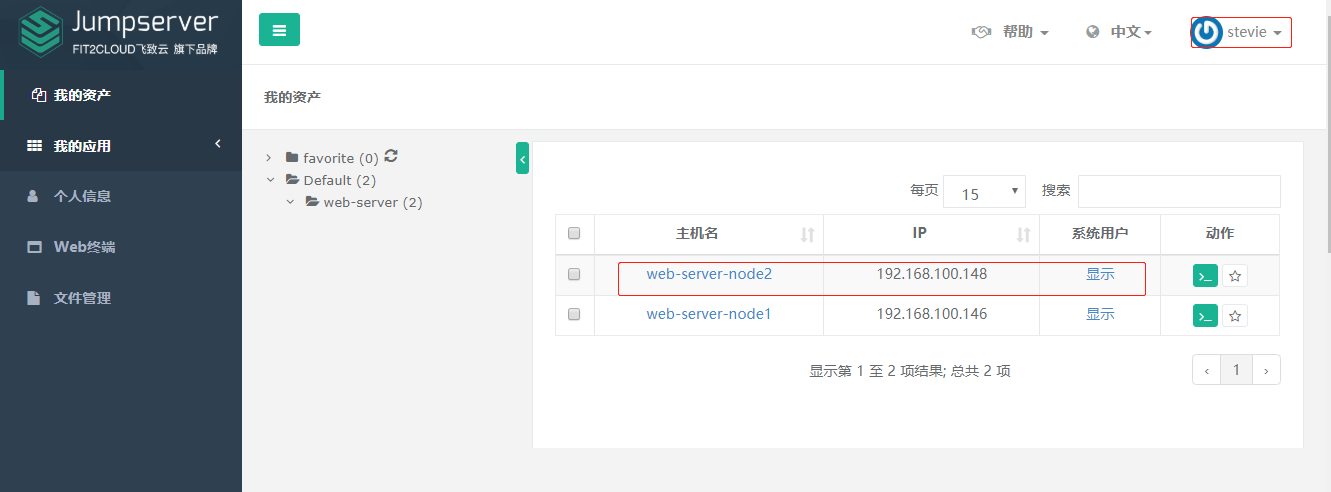 Jumpserver
FIT2CLOUD飞致云 旗下品牌
帮助
中文
stevie
我的资产
我的应用
个人信息
Web终端
文件管理
我的资产
favorite (0)
Default (2)
web-server (2)
每页 15 搜索
主机名 IP 系统用户 动作
web-server-node2 192.168.100.148 显示
web-server-node1 192.168.100.146 显示
显示第 1 至 2 项结果; 总共 2 项
‹ 1 ›